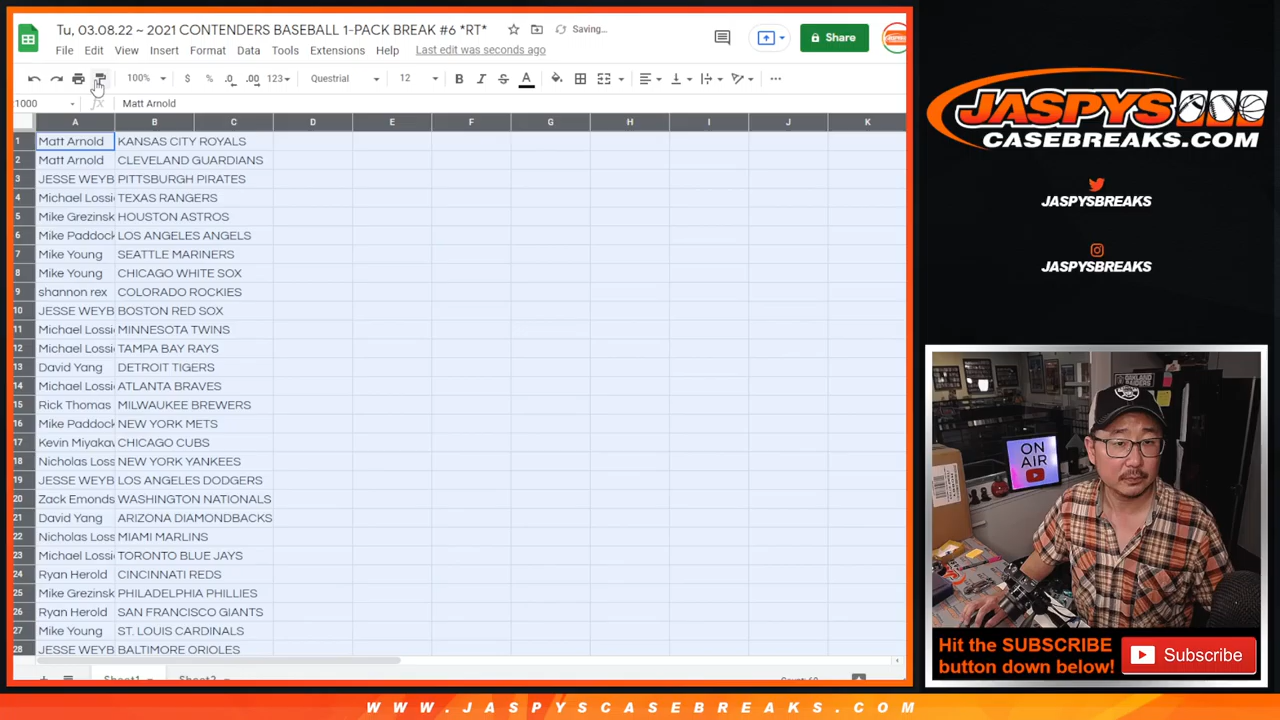 Tu, 03.08.22 ~ 2021 CONTENDERS BASEBALL 1-PACK BREAK #6 *RT*
Saving...
File Edit View Insert Format Data Tools Extensions Help Last edit was seconds ago
Share
100% $ % .0 .00 123 Questrial 12 B I S A
1000 fx Matt Arnold
A B C D E F G H I J K
1 Matt Arnold KANSAS CITY ROYALS
2 Matt Arnold CLEVELAND GUARDIANS
3 JESSE WEYB PITTSBURGH PIRATES
4 Michael Lossi TEXAS RANGERS
5 Mike Grezinsk HOUSTON ASTROS
6 Mike Paddock LOS ANGELES ANGELS
7 Mike Young SEATTLE MARINERS
8 Mike Young CHICAGO WHITE SOX
9 shannon rex COLORADO ROCKIES
10 JESSE WEYB BOSTON RED SOX
11 Michael Lossi MINNESOTA TWINS
12 Michael Lossi TAMPA BAY RAYS
13 David Yang DETROIT TIGERS
14 Michael Lossi ATLANTA BRAVES
15 Rick Thomas MILWAUKEE BREWERS
16 Mike Paddock NEW YORK METS
17 Kevin Miyakaw CHICAGO CUBS
18 Nicholas Loss NEW YORK YANKEES
19 JESSE WEYB LOS ANGELES DODGERS
20 Zack Emonds WASHINGTON NATIONALS
21 David Yang ARIZONA DIAMONDBACKS
22 Nicholas Loss MIAMI MARLINS
23 Michael Lossi TORONTO BLUE JAYS
24 Ryan Herold CINCINNATI REDS
25 Mike Grezinsk PHILADELPHIA PHILLIES
26 Ryan Herold SAN FRANCISCO GIANTS
27 Mike Young ST. LOUIS CARDINALS
28 JESSE WEYB BALTIMORE ORIOLES
JASPYS
CASEBREAKS.COM
JASPYSBREAKS
JASPYSBREAKS
ON
AIR
Hit the SUBSCRIBE
button down below!
Subscribe
WWW.JASPYSCASEBREAKS.COM